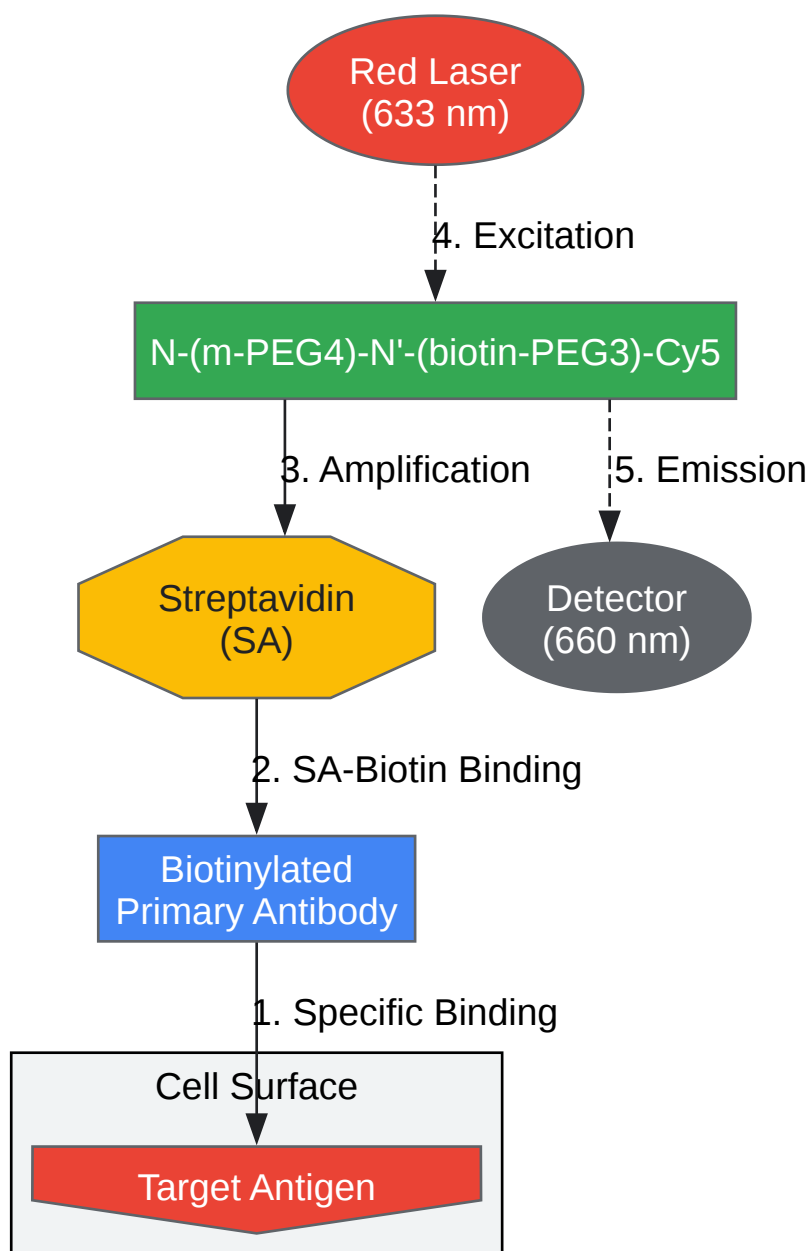 Red Laser
(633 nm)
4. Excitation
N-(m-PEG4)-N'-(biotin-PEG3)-Cy5
3. Amplification
5. Emission
Streptavidin
(SA)
Detector
(660 nm)
2. SA-Biotin Binding
Biotinylated
Primary Antibody
1. Specific Binding
Cell Surface
Target Antigen